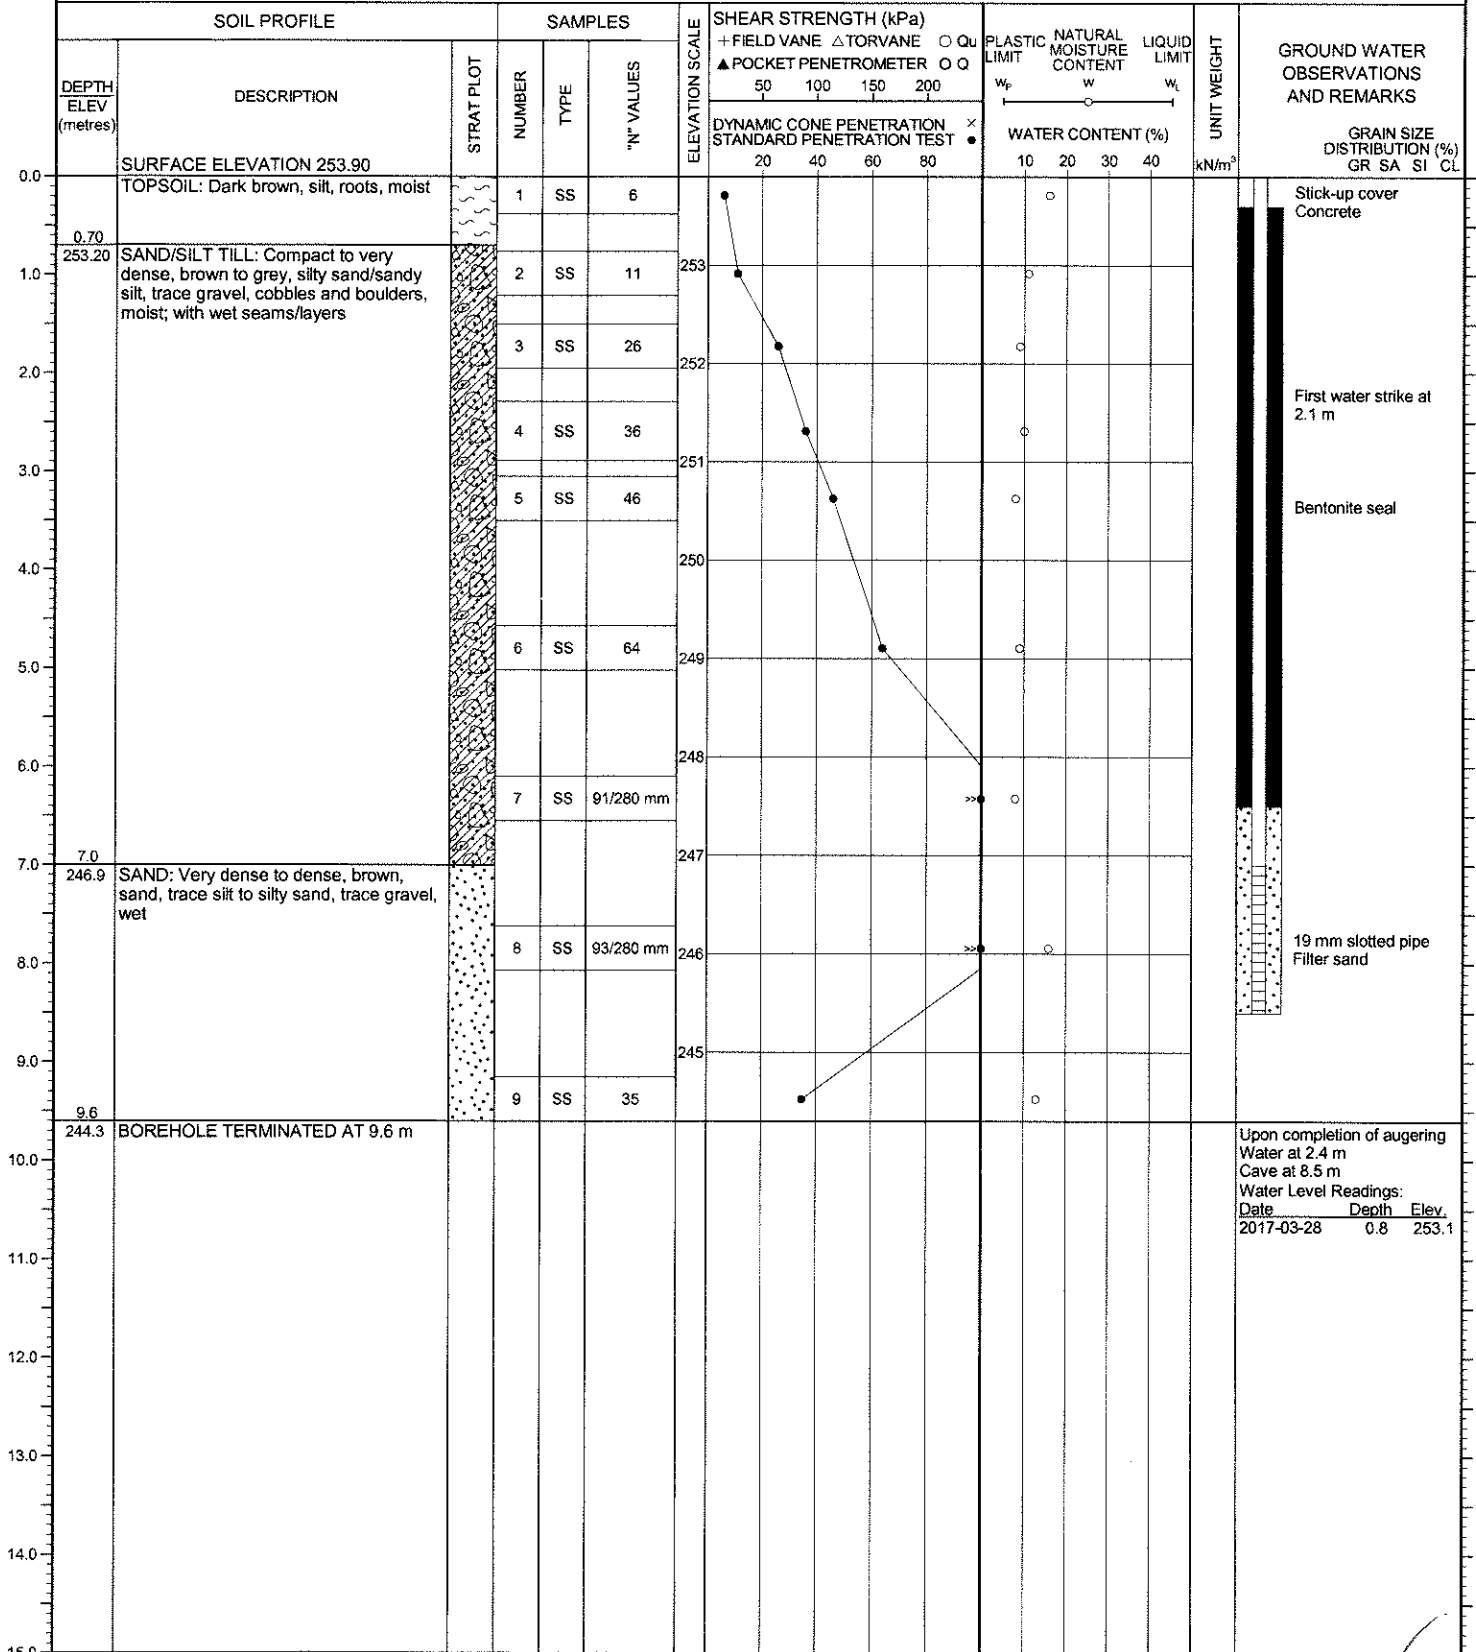 SOIL PROFILE
SAMPLES
ELEVATION SCALE
SHEAR STRENGTH (kPa)
+ FIELD VANE △ TORVANE ○ Qu
▲ POCKET PENETROMETER ○ Q
50 100 150 200
DYNAMIC CONE PENETRATION ×
STANDARD PENETRATION TEST ●
20 40 60 80
PLASTIC LIMIT
NATURAL MOISTURE CONTENT
LIQUID LIMIT
WP W WL
WATER CONTENT (%)
10 20 30 40
UNIT WEIGHT
kN/m³
GROUND WATER
OBSERVATIONS
AND REMARKS
GRAIN SIZE
DISTRIBUTION (%)
GR SA SI CL
DEPTH
ELEV
(metres)
DESCRIPTION
STRAT PLOT
NUMBER
TYPE
"N" VALUES
SURFACE ELEVATION 253.90
0.0
TOPSOIL: Dark brown, silt, roots, moist
1 SS 6
Stick-up cover
Concrete
0.70
253.20
SAND/SILT TILL: Compact to very
dense, brown to grey, silty sand/sandy
silt, trace gravel, cobbles and boulders,
moist; with wet seams/layers
1.0
2 SS 11
253
3 SS 26
252
2.0
First water strike at
2.1 m
4 SS 36
251
3.0
5 SS 46
Bentonite seal
250
4.0
6 SS 64
249
5.0
248
6.0
7 SS 91/280 mm
>>
247
7.0
7.0
246.9
SAND: Very dense to dense, brown,
sand, trace silt to silty sand, trace gravel,
wet
8 SS 93/280 mm
>>
246
8.0
19 mm slotted pipe
Filter sand
245
9.0
9 SS 35
9.6
244.3
BOREHOLE TERMINATED AT 9.6 m
10.0
Upon completion of augering
Water at 2.4 m
Cave at 8.5 m
Water Level Readings:
Date Depth Elev.
2017-03-28 0.8 253.1
11.0
12.0
13.0
14.0